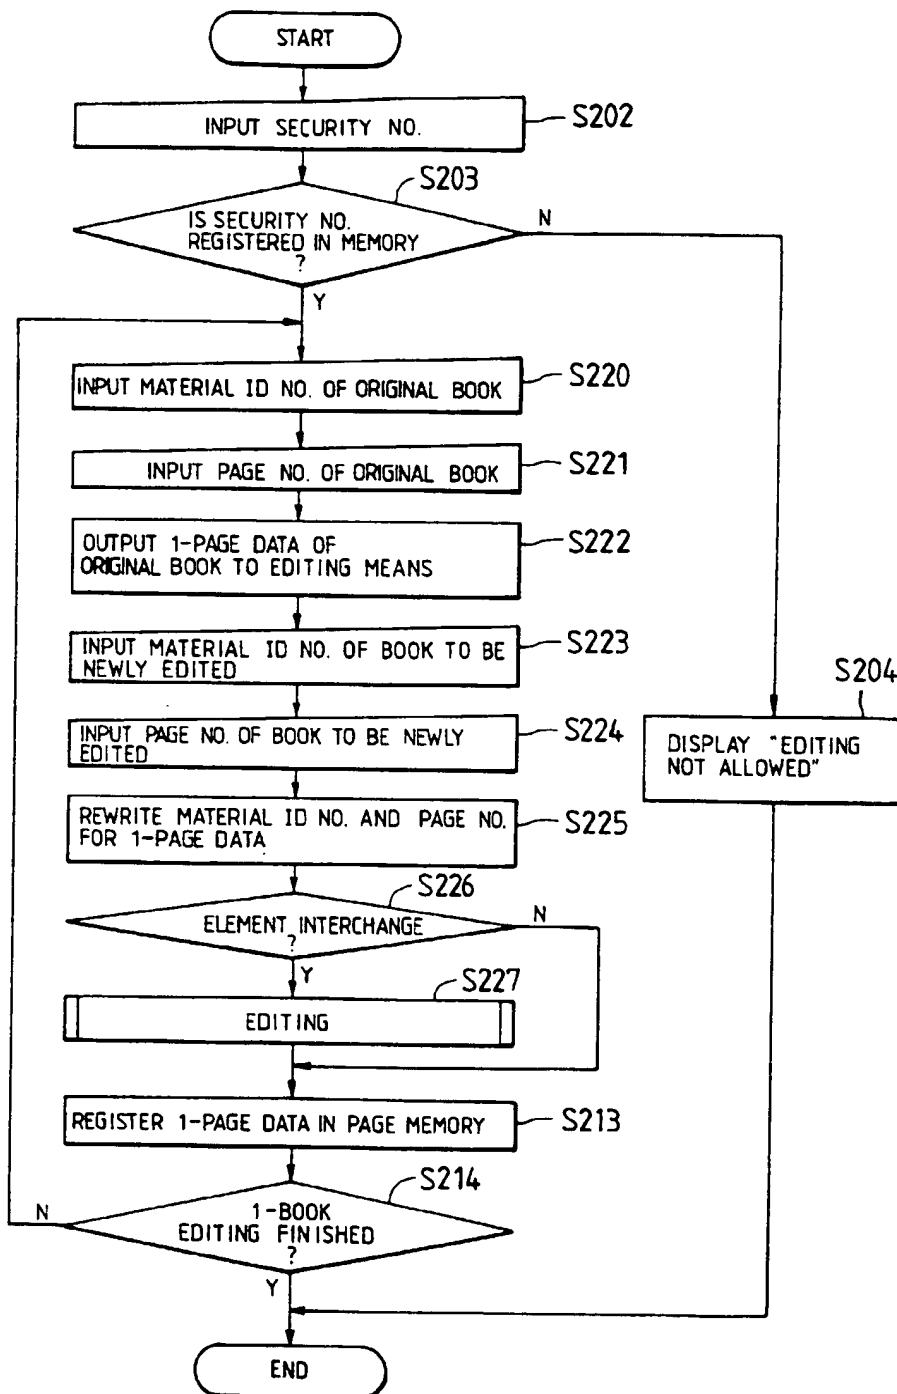 START
INPUT SECURITY NO.
S202
S203
IS SECURITY NO.
REGISTERED IN MEMORY
?
N
Y
INPUT MATERIAL ID NO. OF ORIGINAL BOOK
S220
INPUT PAGE NO. OF ORIGINAL BOOK
S221
OUTPUT 1-PAGE DATA OF
ORIGINAL BOOK TO EDITING MEANS
S222
INPUT MATERIAL ID NO. OF BOOK TO BE
NEWLY EDITED
S223
INPUT PAGE NO. OF BOOK TO BE NEWLY
EDITED
S224
S204
DISPLAY "EDITING
NOT ALLOWED"
REWRITE MATERIAL ID NO. AND PAGE NO.
FOR 1-PAGE DATA
S225
S226
ELEMENT INTERCHANGE
?
N
Y
S227
EDITING
REGISTER 1-PAGE DATA IN PAGE MEMORY
S213
S214
1-BOOK
EDITING FINISHED
?
N
Y
END